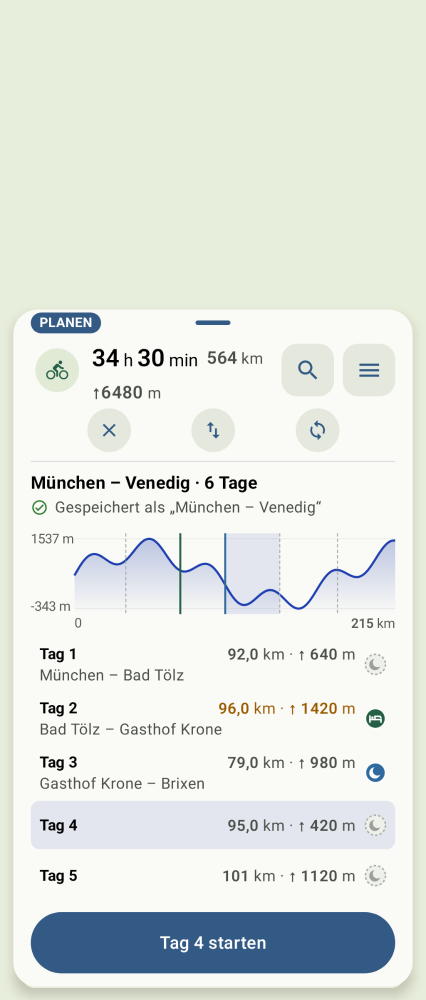 PLANEN
34 h 30 min 564 km
↑6480 m
München – Venedig · 6 Tage
Gespeichert als „München – Venedig“
1537 m
-343 m
0 215 km
Tag 1 92,0 km · ↑ 640 m
München – Bad Tölz
Tag 2 96,0 km · ↑ 1420 m
Bad Tölz – Gasthof Krone
Tag 3 79,0 km · ↑ 980 m
Gasthof Krone – Brixen
Tag 4 95,0 km · ↑ 420 m
Tag 5 101 km · ↑ 1120 m
Tag 4 starten